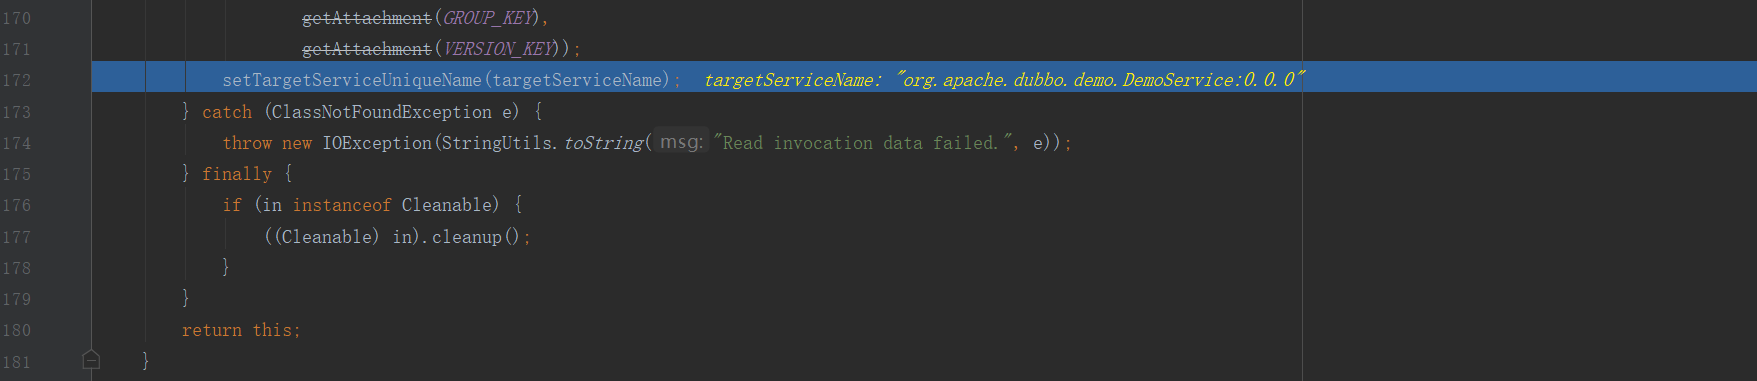 170 getAttachment(GROUP_KEY),
171 getAttachment(VERSION_KEY));
172 setTargetServiceUniqueName(targetServiceName); targetServiceName: "org.apache.dubbo.demo.DemoService:0.0.0"
173 } catch (ClassNotFoundException e) {
174 throw new IOException(StringUtils.toString( msg: "Read invocation data failed.", e));
175 } finally {
176 if (in instanceof Cleanable) {
177 ((Cleanable) in).cleanup();
178 }
179 }
180 return this;
181 }